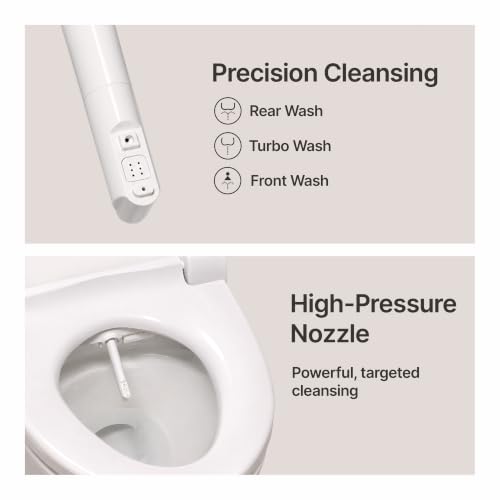 Precision Cleansing
Rear Wash
Turbo Wash
Front Wash
High-Pressure
Nozzle
Powerful, targeted
cleansing